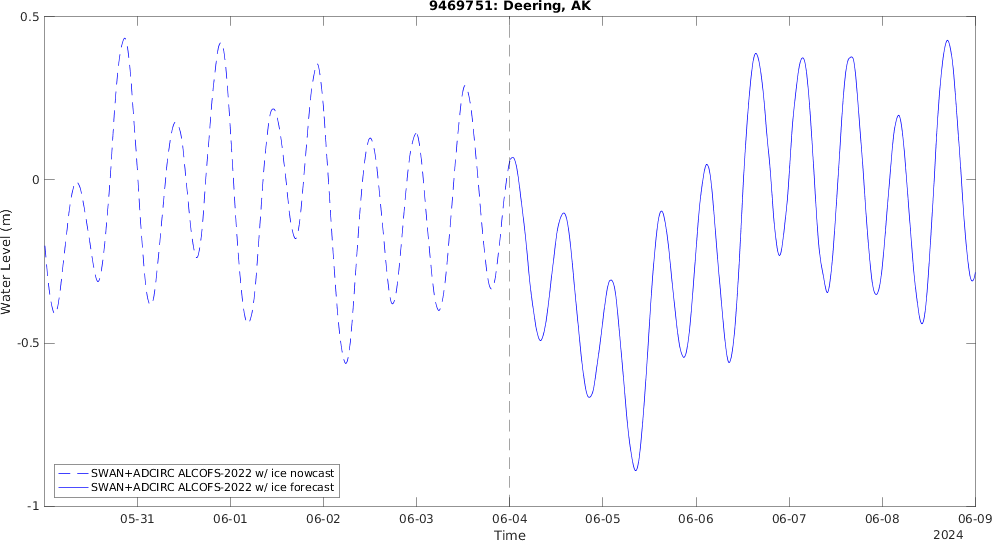 9469751: Deering, AK
0.5
0
-0.5
-1
Water Level (m)
SWAN+ADCIRC ALCOFS-2022 w/ ice nowcast
SWAN+ADCIRC ALCOFS-2022 w/ ice forecast
05-31 06-01 06-02 06-03 06-04 06-05 06-06 06-07 06-08 06-09
Time
2024